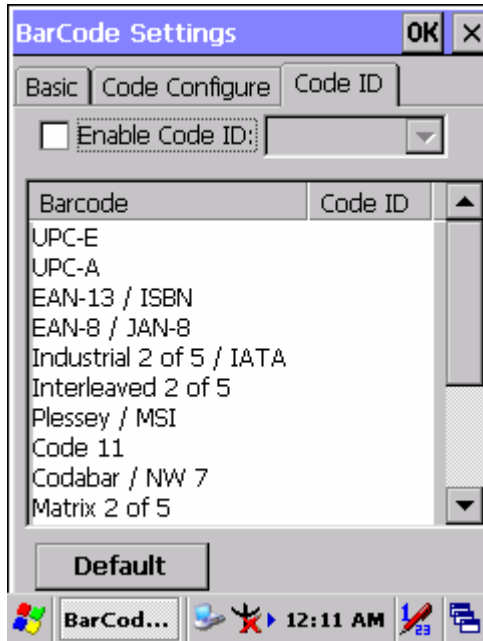 BarCode Settings OK ×
Basic Code Configure Code ID
Enable Code ID:
Barcode Code ID
UPC-E
UPC-A
EAN-13 / ISBN
EAN-8 / JAN-8
Industrial 2 of 5 / IATA
Interleaved 2 of 5
Plessey / MSI
Code 11
Codabar / NW 7
Matrix 2 of 5
Default
BarCod... 12:11 AM 1 23